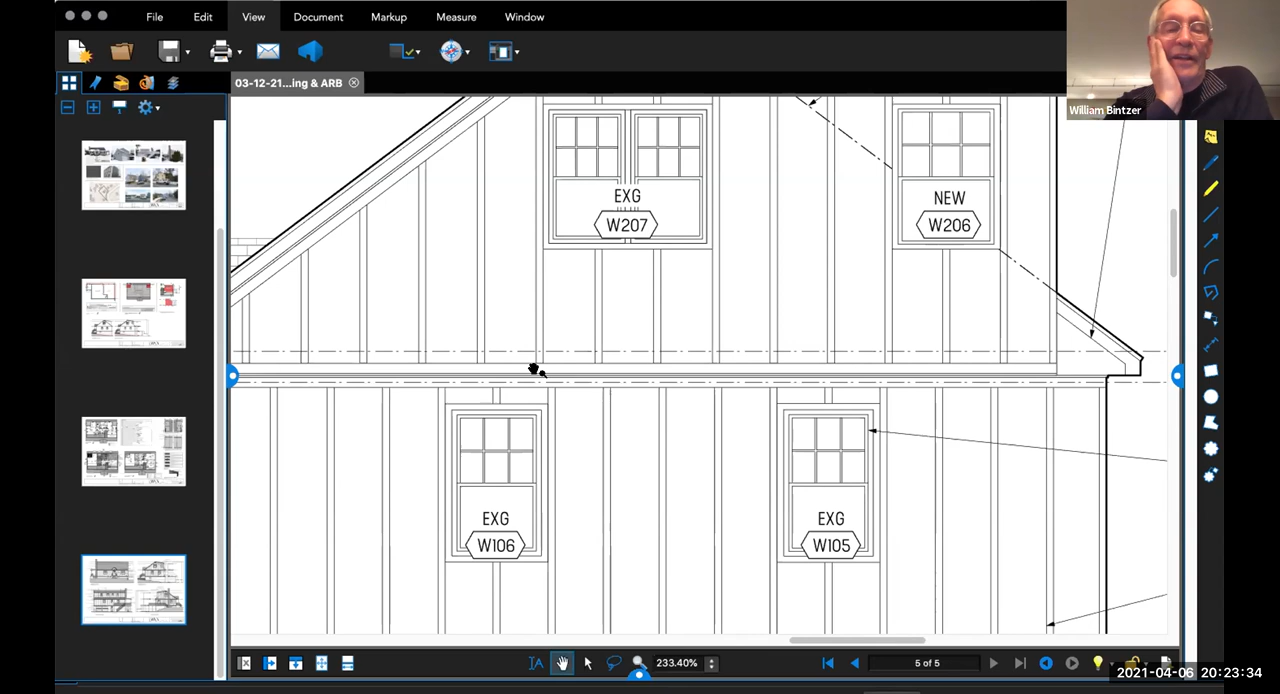 File Edit View Document Markup Measure Window
William Bintzer
03-12-21...ing & ARB
EXG
W207
NEW
W206
EXG
W106
EXG
W105
233.40%
5 of 5
2021-04-06 20:23:34